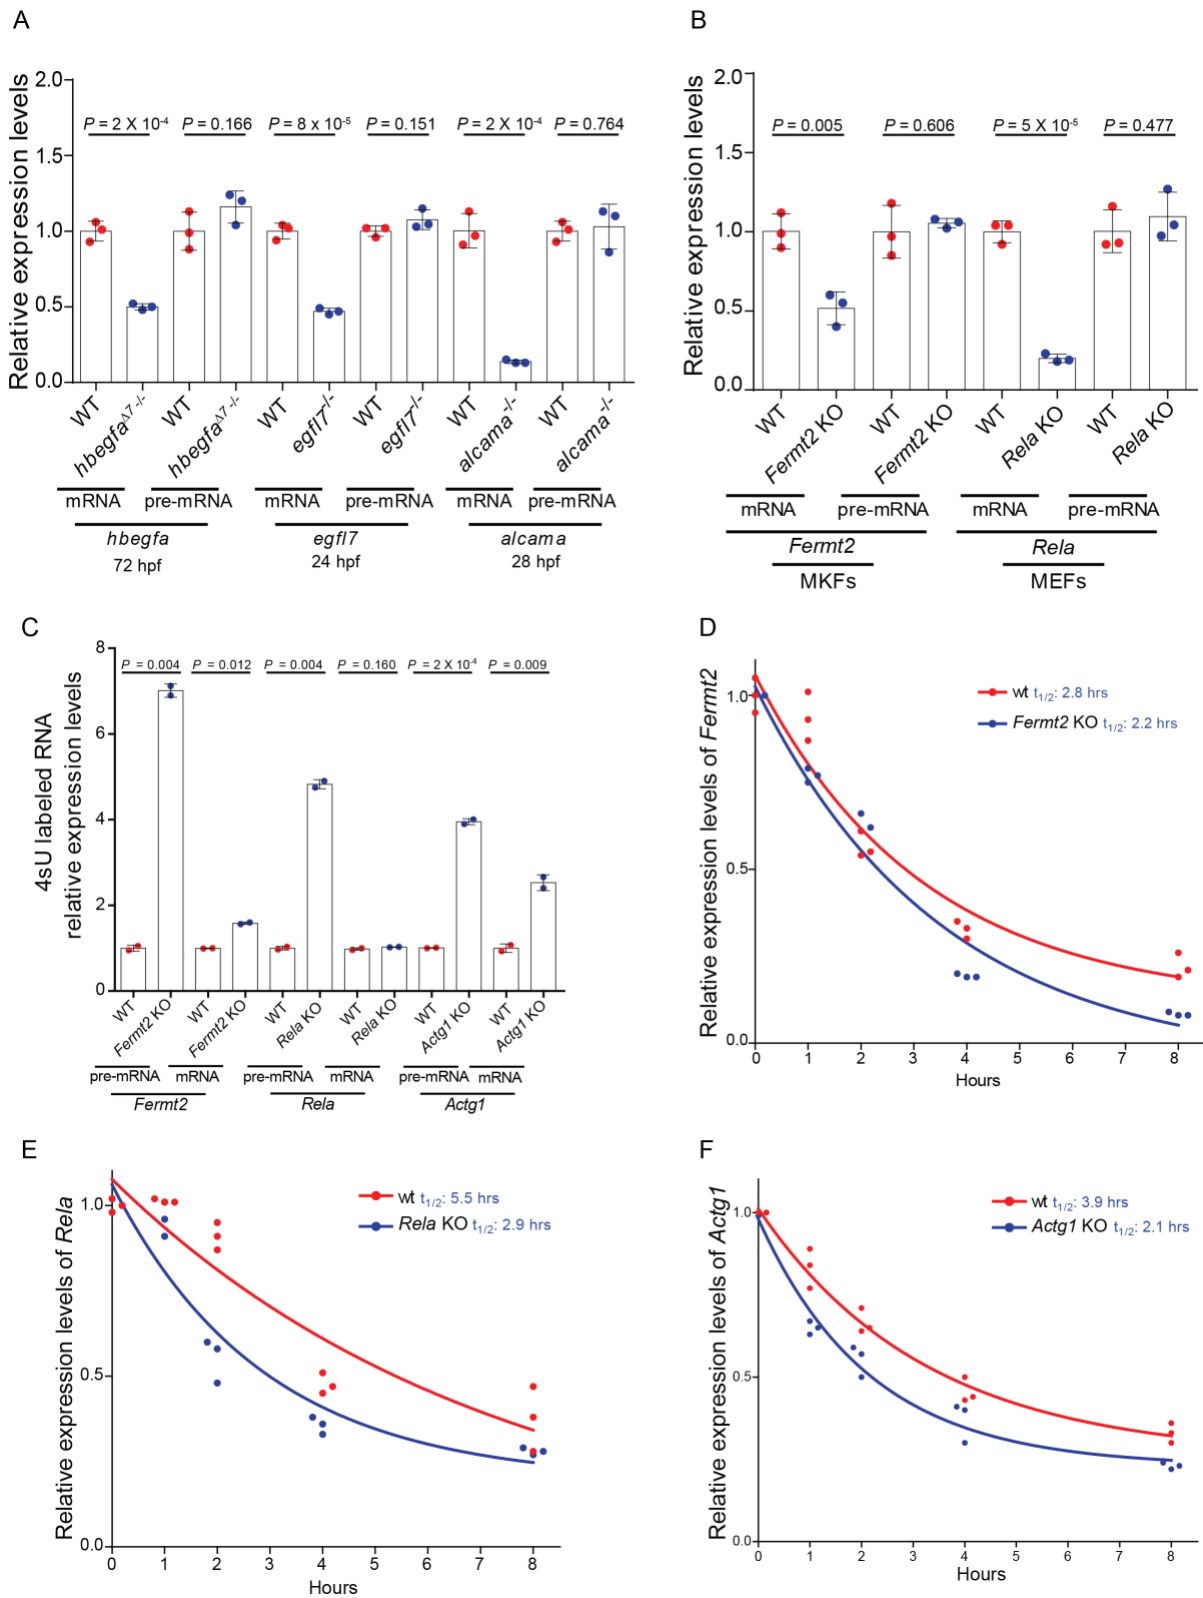 A
Relative expression levels
2.0
1.5
1.0
0.5
0.0
P = 2 X 10-4
P = 0.166
P = 8 x 10-5
P = 0.151
P = 2 X 10-4
P = 0.764
WT
hbegfaΔ7 -/-
WT
hbegfaΔ7 -/-
WT
egfl7-/-
WT
egfl7-/-
WT
alcama-/-
WT
alcama-/-
mRNA
pre-mRNA
mRNA
pre-mRNA
mRNA
pre-mRNA
hbegfa
egfl7
alcama
72 hpf
24 hpf
28 hpf
B
Relative expression levels
2.0
1.5
1.0
0.5
0.0
P = 0.005
P = 0.606
P = 5 X 10-5
P = 0.477
WT
Fermt2 KO
WT
Fermt2 KO
WT
Rela KO
WT
Rela KO
mRNA
pre-mRNA
mRNA
pre-mRNA
Fermt2
Rela
MKFs
MEFs
C
4sU labeled RNA
relative expression levels
8
6
4
2
0
P = 0.004
P = 0.012
P = 0.004
P = 0.160
P = 2 X 10-4
P = 0.009
WT
Fermt2 KO
WT
Fermt2 KO
WT
Rela KO
WT
Rela KO
WT
Actg1 KO
WT
Actg1 KO
pre-mRNA
mRNA
pre-mRNA
mRNA
pre-mRNA
mRNA
Fermt2
Rela
Actg1
D
Relative expression levels of Fermt2
1.0
0.5
0.0
wt t1/2: 2.8 hrs
Fermt2 KO t1/2: 2.2 hrs
0 1 2 3 4 5 6 7 8
Hours
E
Relative expression levels of Rela
1.0
0.5
0.0
wt t1/2: 5.5 hrs
Rela KO t1/2: 2.9 hrs
0 1 2 3 4 5 6 7 8
Hours
F
Relative expression levels of Actg1
1.0
0.5
0.0
wt t1/2: 3.9 hrs
Actg1 KO t1/2: 2.1 hrs
0 1 2 3 4 5 6 7 8
Hours